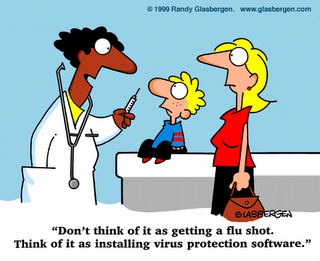 © 1999 Randy Glasbergen. www.glasbergen.com
GLASBERGEN
"Don't think of it as getting a flu shot.
Think of it as installing virus protection software."